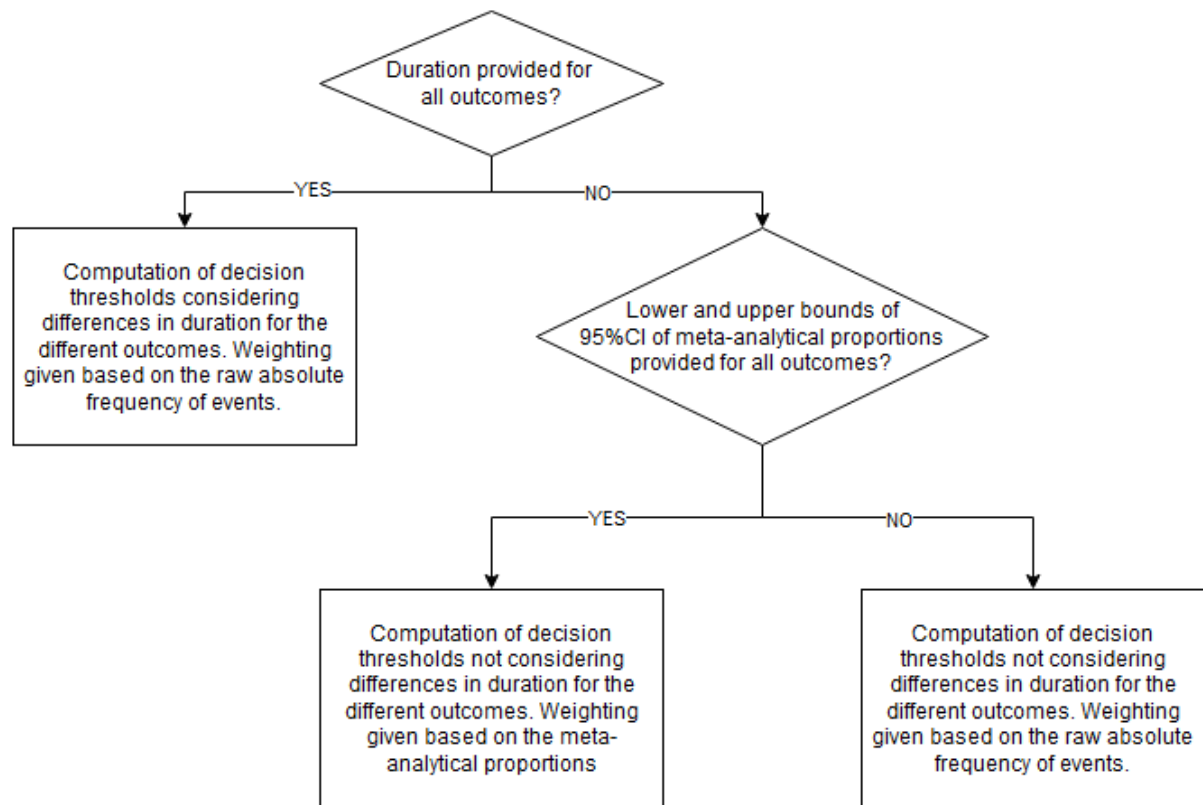 Duration provided for
all outcomes?
YES
NO
Computation of decision
thresholds considering
differences in duration for the
different outcomes. Weighting
given based on the raw absolute
frequency of events.
Lower and upper bounds of
95%CI of meta-analytical proportions
provided for all outcomes?
YES
NO
Computation of decision
thresholds not considering
differences in duration for the
different outcomes. Weighting
given based on the meta-
analytical proportions
Computation of decision
thresholds not considering
differences in duration for the
different outcomes. Weighting
given based on the raw absolute
frequency of events.